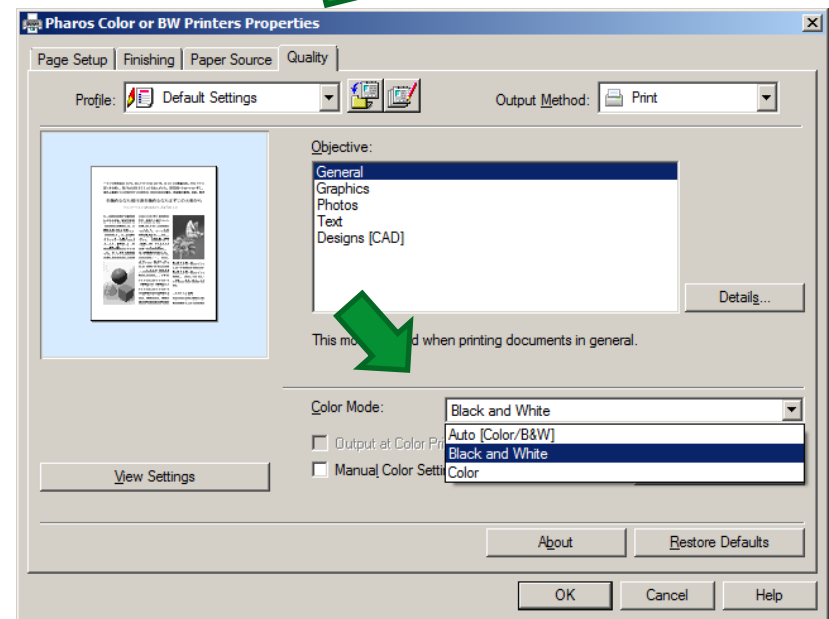 Pharos Color or BW Printers Properties
Page Setup Finishing Paper Source Quality
Profile: Default Settings Output Method: Print
Objective:
General
Graphics
Photos
Text
Designs [CAD]
Details...
This mo d when printing documents in general.
Color Mode: Black and White
Auto [Color/B&W]
Output at Color Pri
Black and White
Manual Color Setti
Color
View Settings
About Restore Defaults
OK Cancel Help